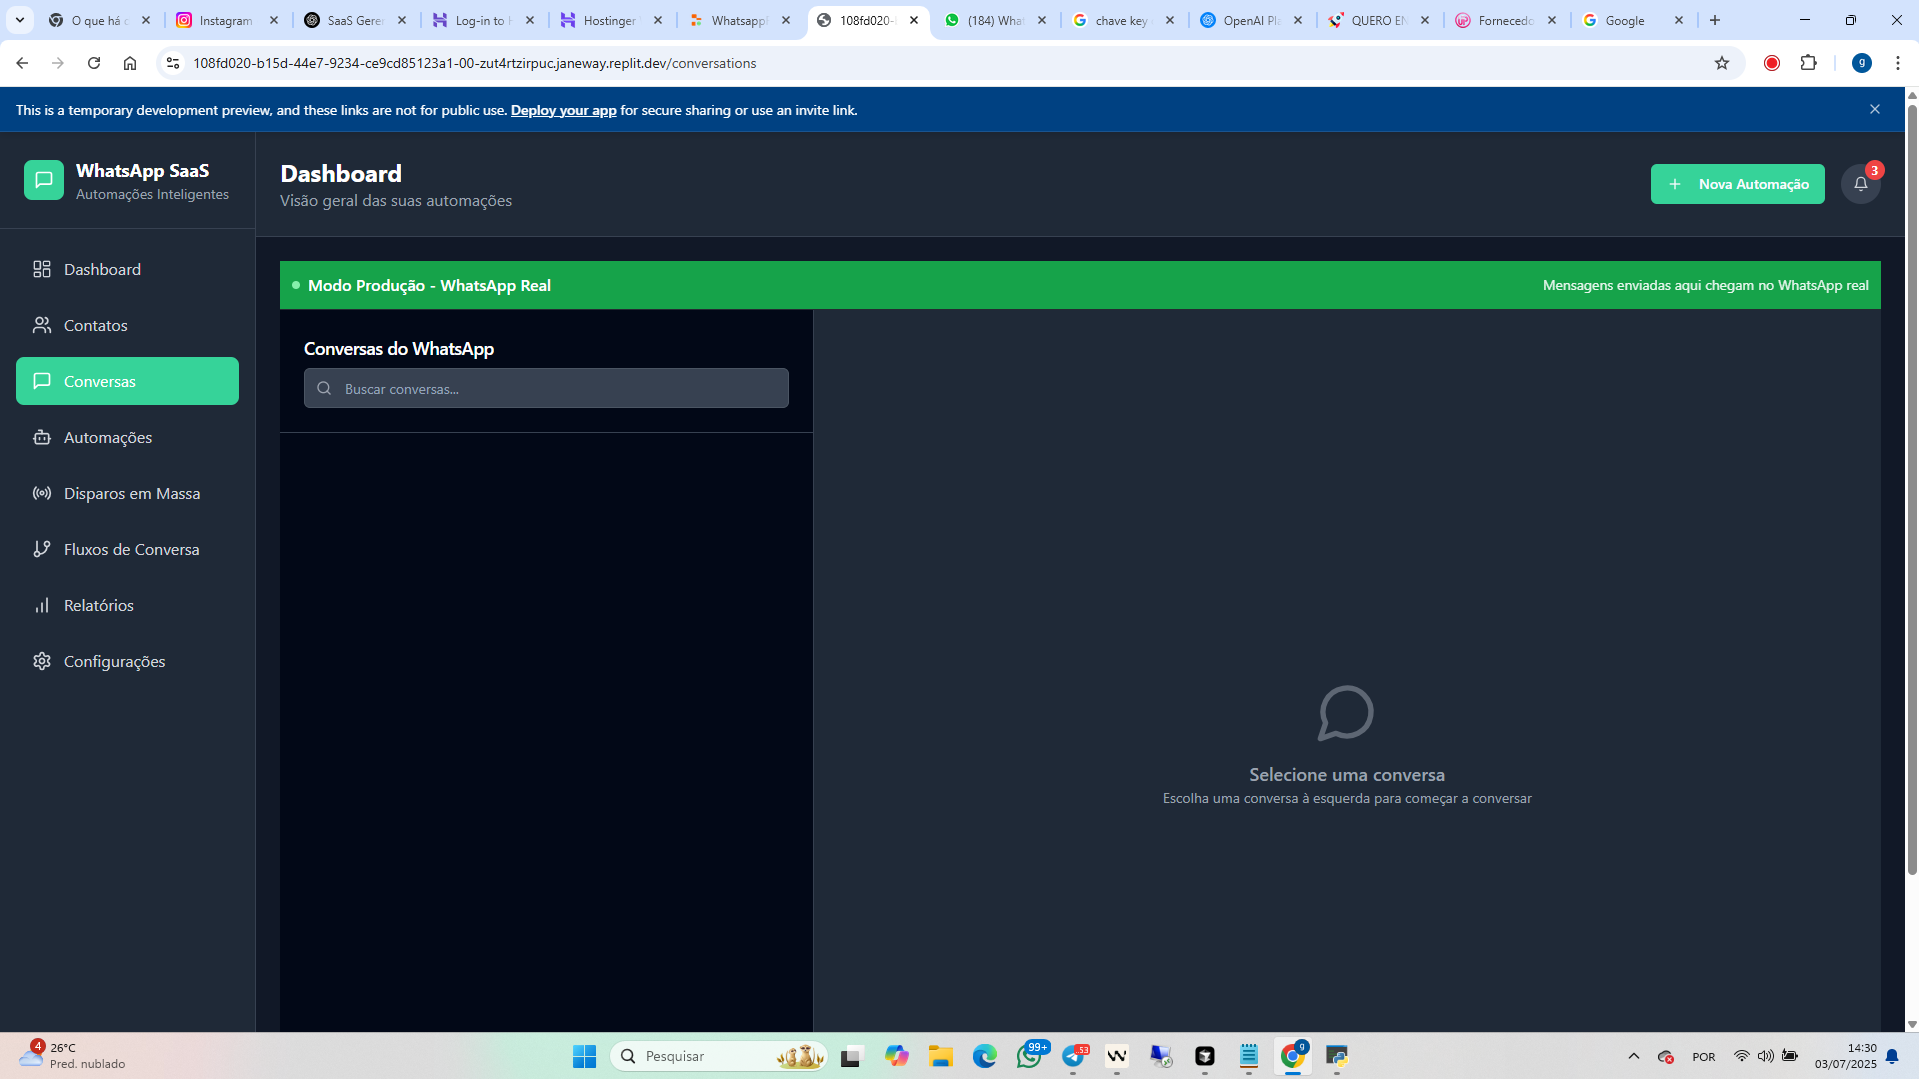 O que há
Instagram
SaaS Gerer
Log-in to
Hostinger
Whatsapp
108fd020-
(184) Wha
chave key
OpenAI Pla
QUERO EN
Fornecedo
Google
108fd020-b15d-44e7-9234-ce9cd85123a1-00-zut4rtzirpuc.janeway.replit.dev/conversations
g
This is a temporary development preview, and these links are not for public use. Deploy your app for secure sharing or use an invite link.
WhatsApp SaaS
Automações Inteligentes
Dashboard
Visão geral das suas automações
Nova Automação
3
Dashboard
Contatos
Conversas
Automações
Disparos em Massa
Fluxos de Conversa
Relatórios
Configurações
Modo Produção - WhatsApp Real
Mensagens enviadas aqui chegam no WhatsApp real
Conversas do WhatsApp
Buscar conversas...
Selecione uma conversa
Escolha uma conversa à esquerda para começar a conversar
4
26°C
Pred. nublado
Pesquisar
99+
53
g
POR
14:30
03/07/2025